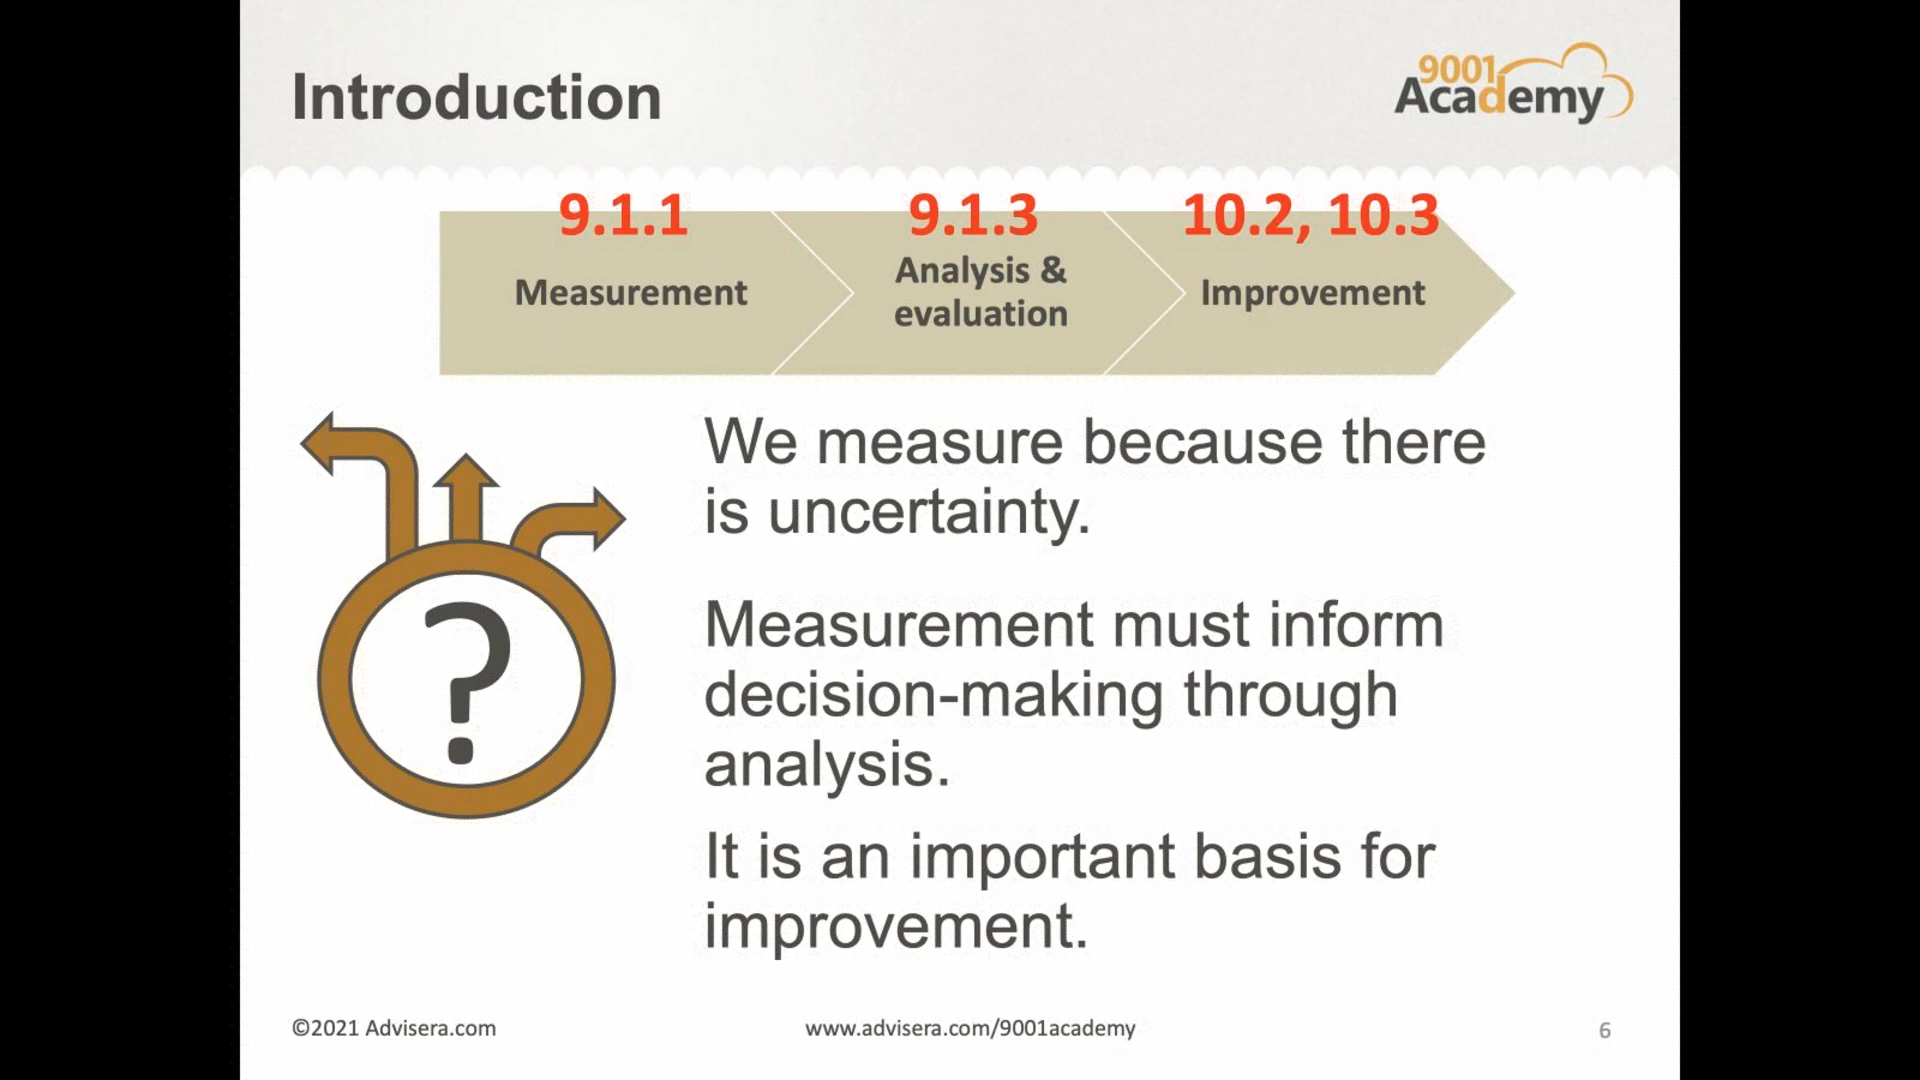 Introduction
9001
Academy
9.1.1
9.1.3
10.2, 10.3
Measurement
Analysis &
evaluation
Improvement
?
We measure because there
is uncertainty.
Measurement must inform
decision-making through
analysis.
It is an important basis for
improvement.
©2021 Advisera.com
www.advisera.com/9001academy
6